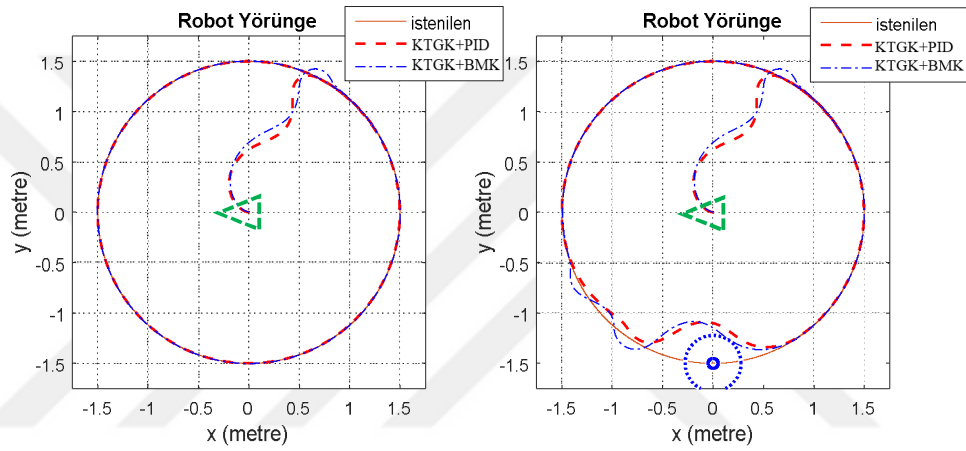 Robot Yörünge
istenilen
KTGK+PID
KTGK+BMK
1.5
1
0.5
0
-0.5
-1
-1.5
y (metre)
-1.5 -1 -0.5 0 0.5 1 1.5
x (metre)
Robot Yörünge
istenilen
KTGK+PID
KTGK+BMK
1.5
1
0.5
0
-0.5
-1
-1.5
y (metre)
-1.5 -1 -0.5 0 0.5 1 1.5
x (metre)